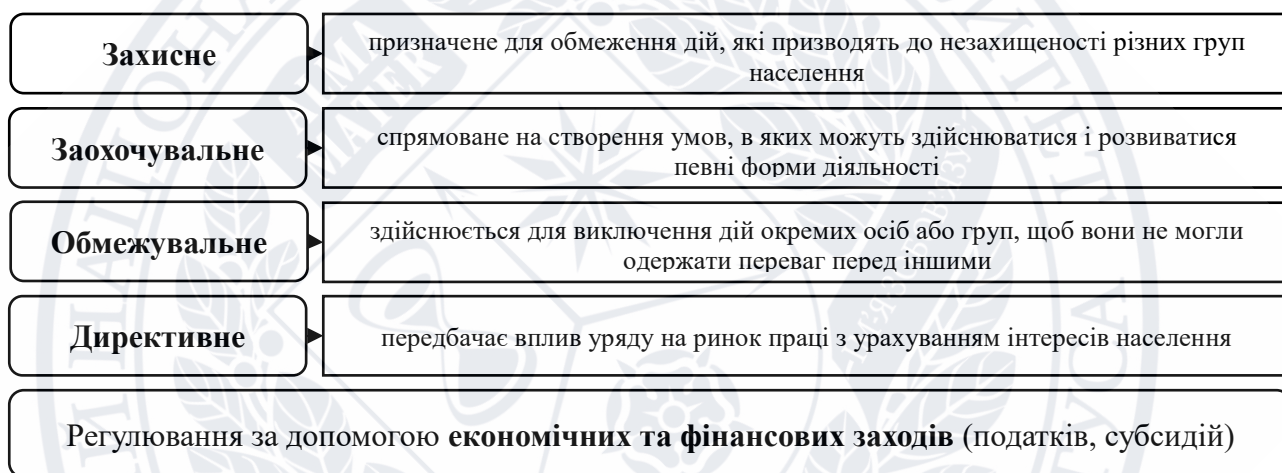 Захисне
призначене для обмеження дій, які призводять до незахищеності різних груп
населення
Заохочувальне
спрямоване на створення умов, в яких можуть здійснюватися і розвиватися
певні форми діяльності
Обмежувальне
здійснюється для виключення дій окремих осіб або груп, щоб вони не могли
одержати переваг перед іншими
Директивне
передбачає вплив уряду на ринок праці з урахуванням інтересів населення
Регулювання за допомогою економічних та фінансових заходів (податків, субсидій)
ALMA
MATER